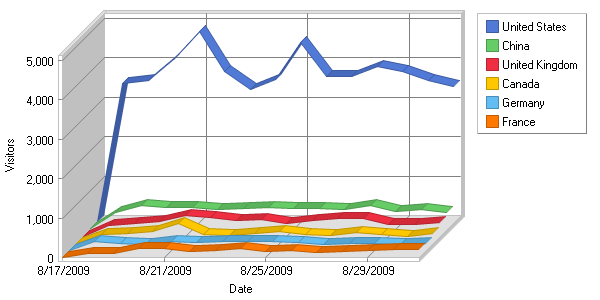 United States
China
United Kingdom
Canada
Germany
France
5,000
4,000
3,000
2,000
1,000
0
Visitors
8/17/2009 8/21/2009 8/25/2009 8/29/2009
Date